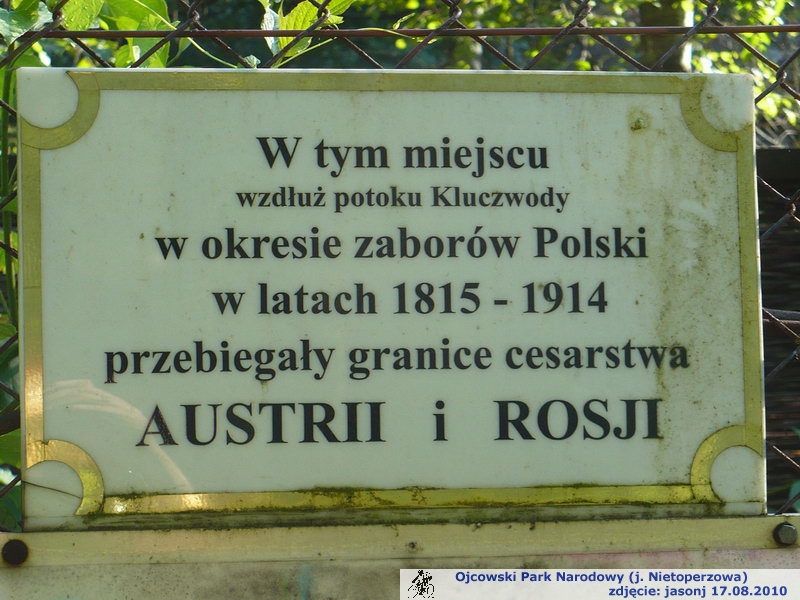 W tym miejscu
wzdłuż potoku Kluczwody
w okresie zaborów Polski
w latach 1815 - 1914
przebiegały granice cesarstwa
AUSTRII i ROSJI
Ojcowski Park Narodowy (j. Nietoperzowa)
zdjęcie: jasonj 17.08.2010